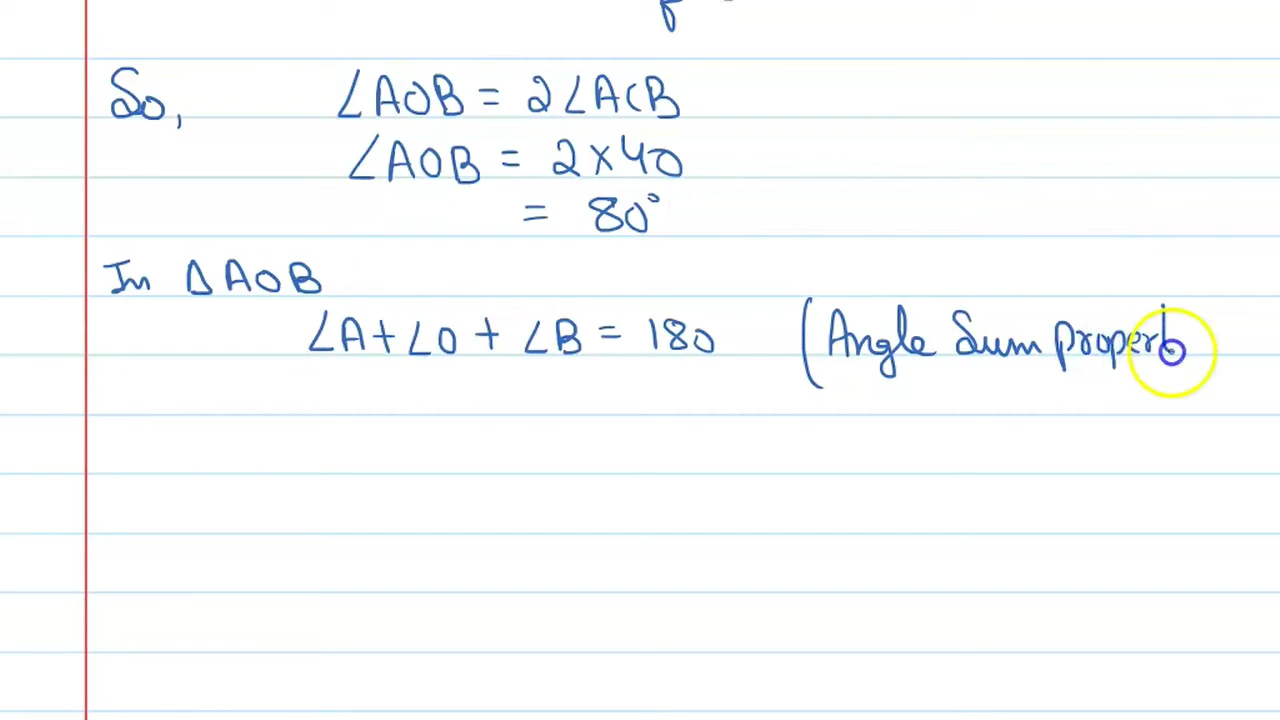 So, ∠AOB = 2∠ACB
∠AOB = 2×40
= 80°
In ΔAOB
∠A+∠O + ∠B = 180 (Angle Sum propert